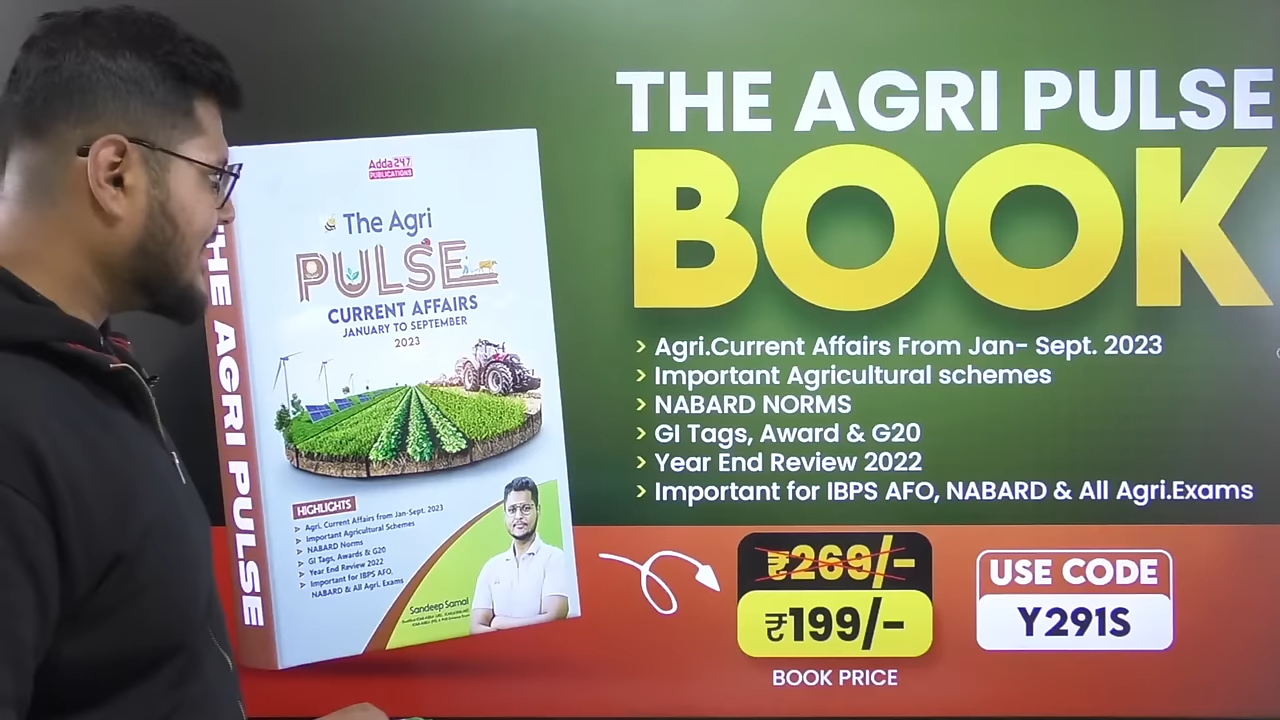 THE AGRI PULSE
BOOK
> Agri.Current Affairs From Jan- Sept. 2023
> Important Agricultural schemes
> NABARD NORMS
> GI Tags, Award & G20
> Year End Review 2022
> Important for IBPS AFO, NABARD & All Agri.Exams
₹269/-
₹199/-
BOOK PRICE
USE CODE
Y291S
THE AGRI PULSE
Adda247
PUBLICATIONS
The Agri
PULSE
CURRENT AFFAIRS
JANUARY TO SEPTEMBER
2023
HIGHLIGHTS
> Agri. Current Affairs from Jan-Sept. 2023
> Important Agricultural Schemes
> NABARD Norms
> GI Tags, Awards & G20
> Year End Review 2022
> Important for IBPS AFO,
NABARD & All Agri. Exams
Sandeep Samal